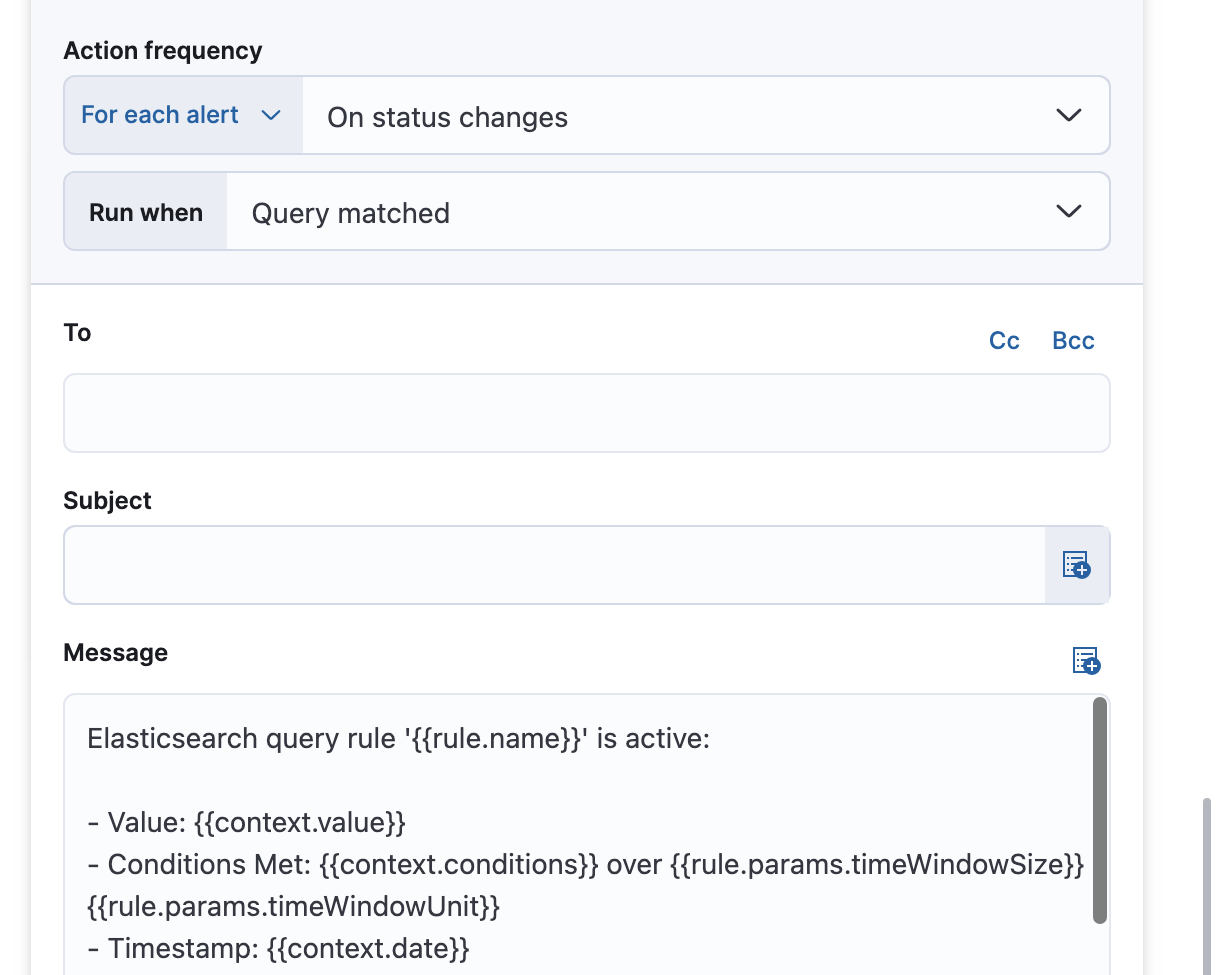 Action frequency
For each alert On status changes
Run when Query matched
To Cc Bcc
Subject
Message
Elasticsearch query rule '{{rule.name}}' is active:
- Value: {{context.value}}
- Conditions Met: {{context.conditions}} over {{rule.params.timeWindowSize}}
{{rule.params.timeWindowUnit}}
- Timestamp: {{context.date}}